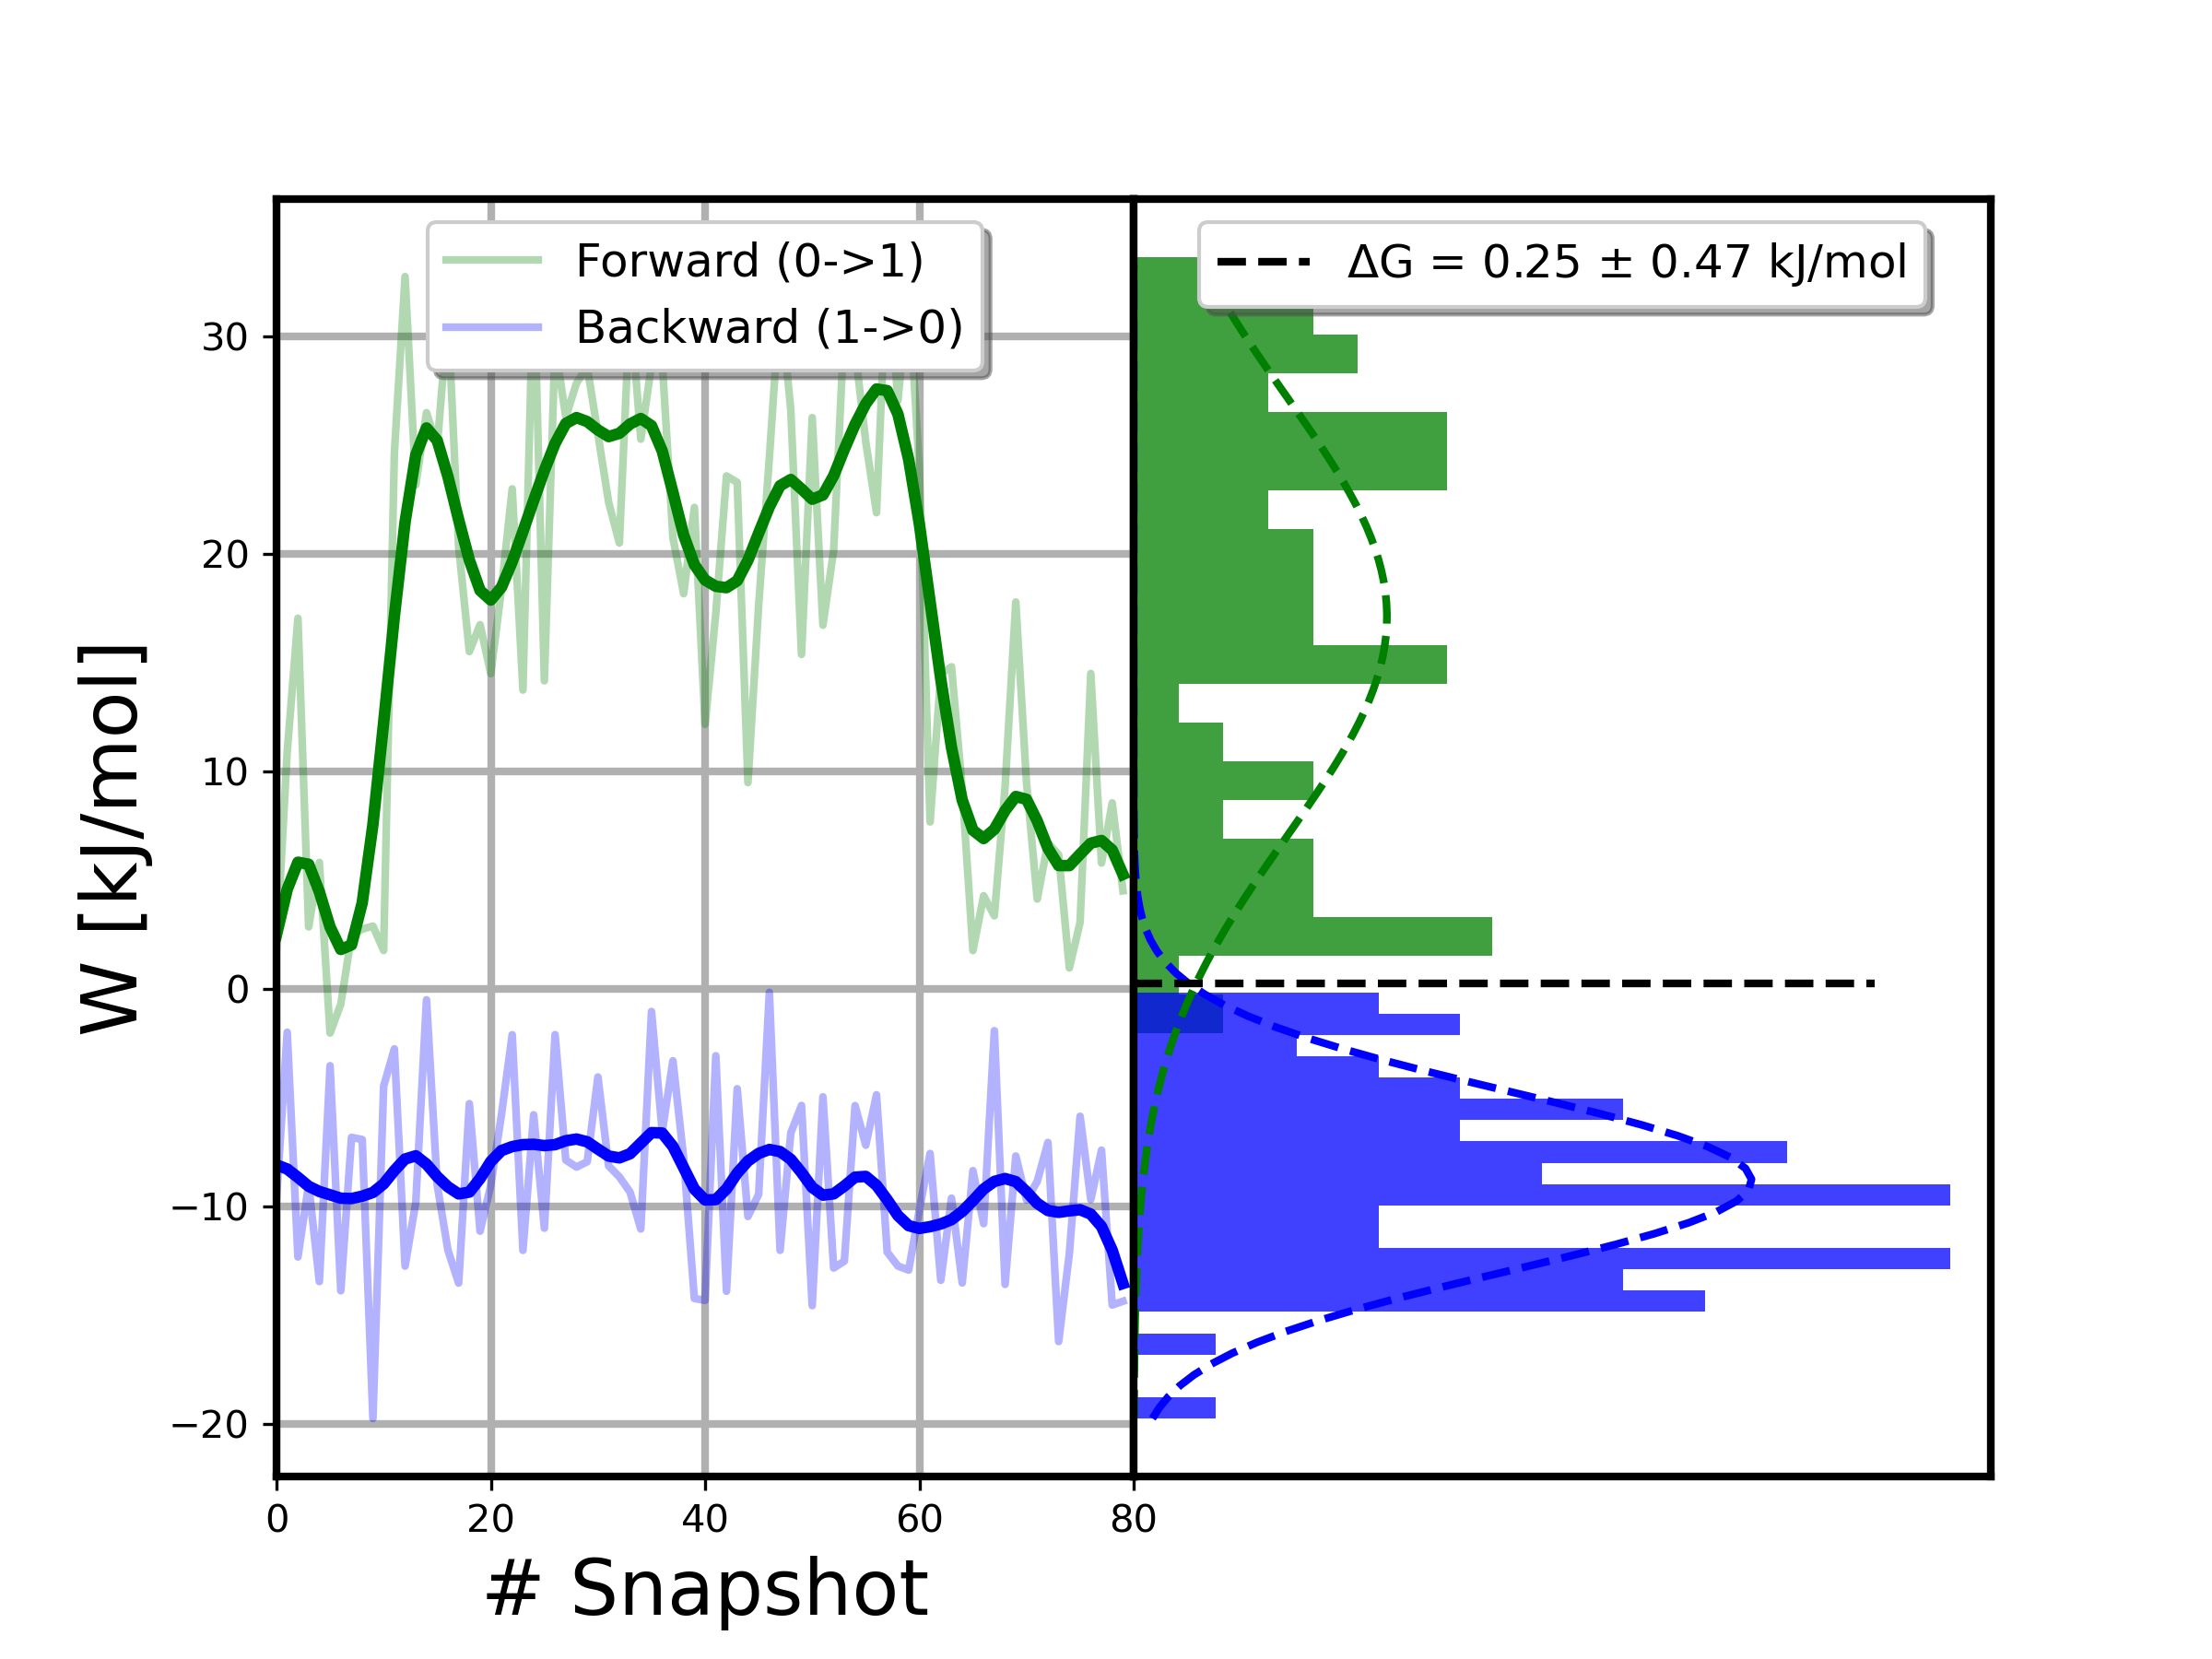 Forward (0->1)
Backward (1->0)
ΔG = 0.25 ± 0.47 kJ/mol
W [kJ/mol]
30
20
10
0
−10
−20
0 20 40 60 80
# Snapshot